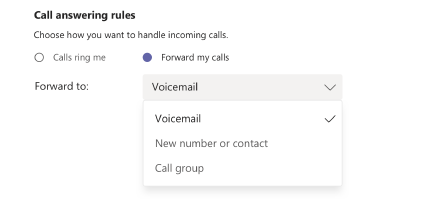 Call answering rules
Choose how you want to handle incoming calls.
Calls ring me Forward my calls
Forward to: Voicemail
Voicemail
New number or contact
Call group